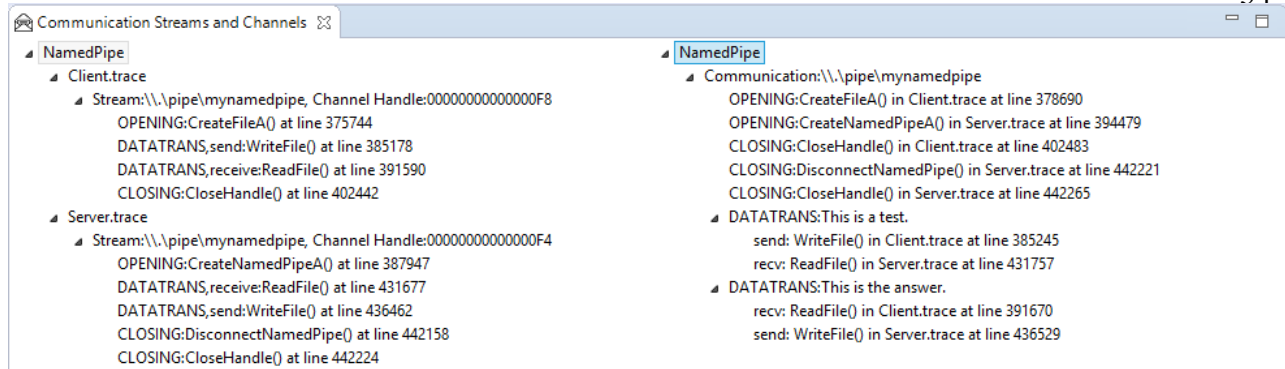 Communication Streams and Channels
NamedPipe
Client.trace
Stream:\\.\pipe\mynamedpipe, Channel Handle:00000000000000F8
OPENING:CreateFileA() at line 375744
DATATRANS,send:WriteFile() at line 385178
DATATRANS,receive:ReadFile() at line 391590
CLOSING:CloseHandle() at line 402442
Server.trace
Stream:\\.\pipe\mynamedpipe, Channel Handle:00000000000000F4
OPENING:CreateNamedPipeA() at line 387947
DATATRANS,receive:ReadFile() at line 431677
DATATRANS,send:WriteFile() at line 436462
CLOSING:DisconnectNamedPipe() at line 442158
CLOSING:CloseHandle() at line 442224
NamedPipe
Communication:\\.\pipe\mynamedpipe
OPENING:CreateFileA() in Client.trace at line 378690
OPENING:CreateNamedPipeA() in Server.trace at line 394479
CLOSING:CloseHandle() in Client.trace at line 402483
CLOSING:DisconnectNamedPipe() in Server.trace at line 442221
CLOSING:CloseHandle() in Server.trace at line 442265
DATATRANS:This is a test.
send: WriteFile() in Client.trace at line 385245
recv: ReadFile() in Server.trace at line 431757
DATATRANS:This is the answer.
recv: ReadFile() in Client.trace at line 391670
send: WriteFile() in Server.trace at line 436529